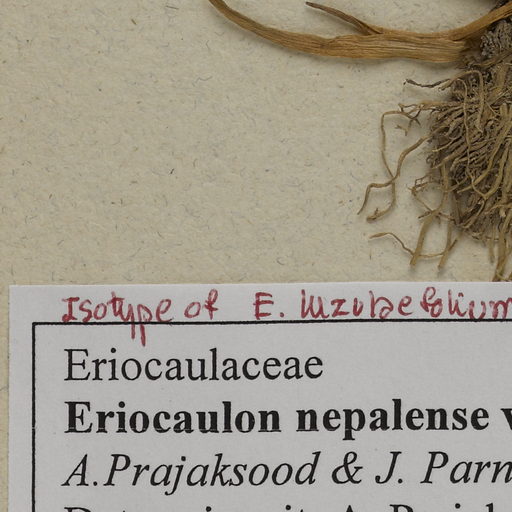 Isotype of E. luzulaefolium
Eriocaulaceae
Eriocaulon nepalense v
A.Prajaksood & J. Parn